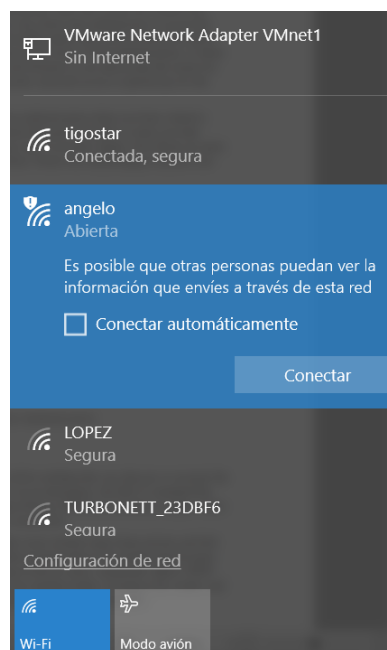 VMware Network Adapter VMnet1
Sin Internet
tigostar
Conectada, segura
angelo
Abierta
Es posible que otras personas puedan ver la
información que envíes a través de esta red
Conectar automáticamente
Conectar
LOPEZ
Segura
TURBONETT_23DBF6
Segura
Configuración de red
Wi-Fi
Modo avión